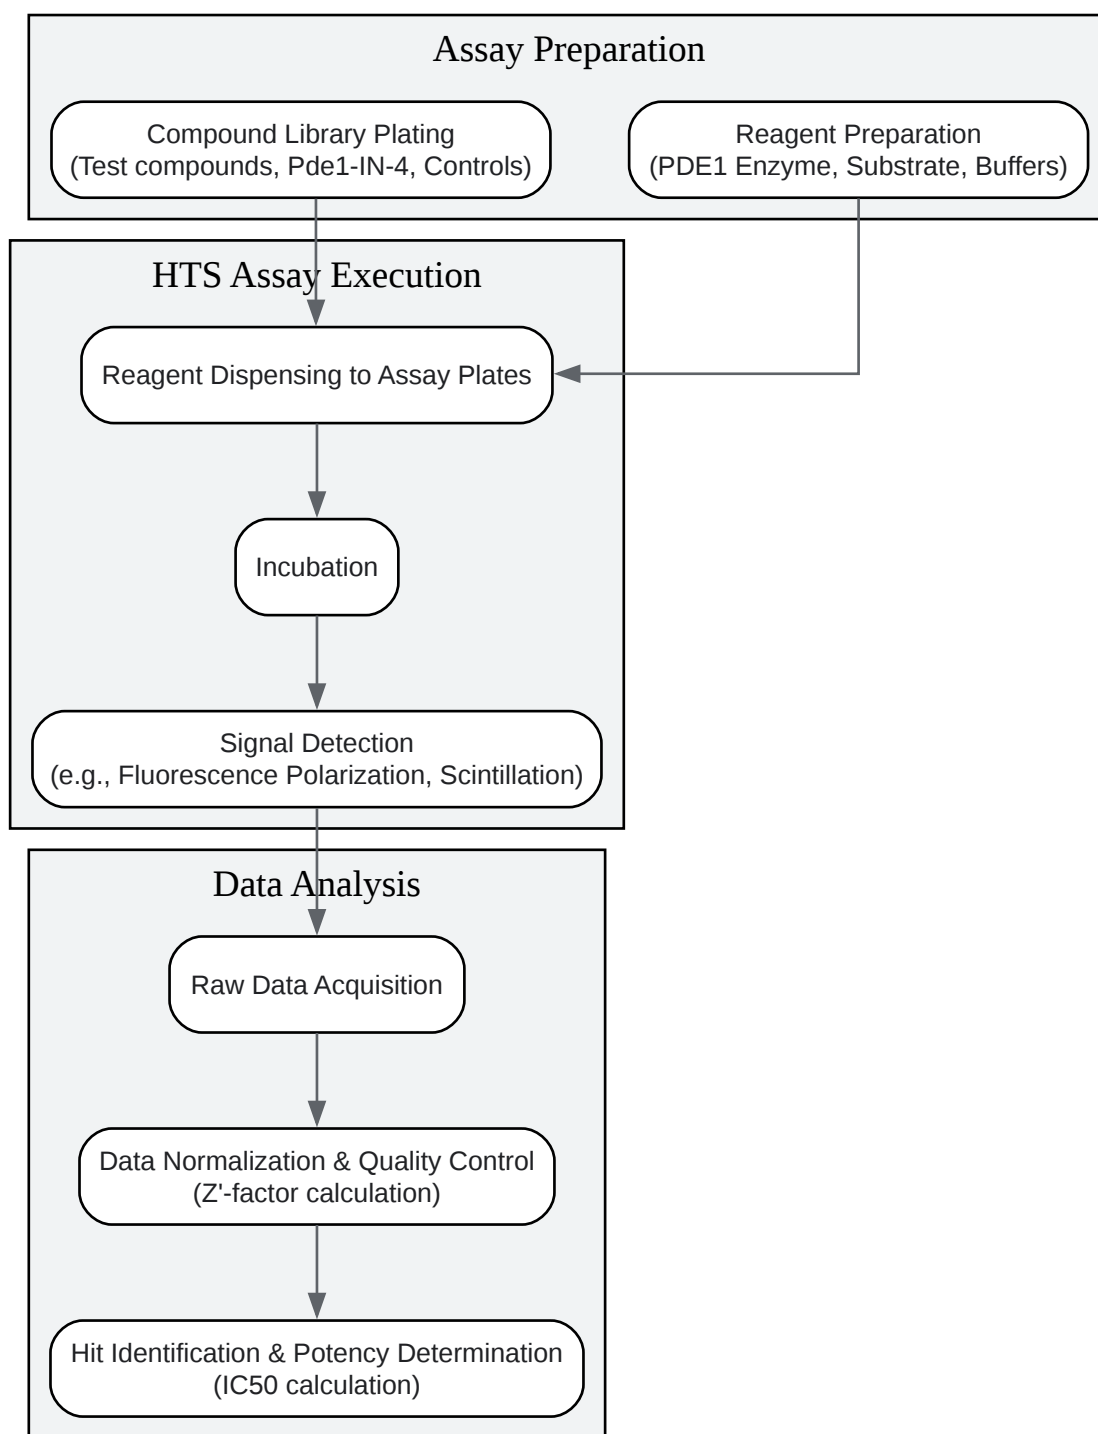 Assay Preparation
Compound Library Plating
(Test compounds, Pde1-IN-4, Controls)
Reagent Preparation
(PDE1 Enzyme, Substrate, Buffers)
HTS Assay Execution
Reagent Dispensing to Assay Plates
Incubation
Signal Detection
(e.g., Fluorescence Polarization, Scintillation)
Data Analysis
Raw Data Acquisition
Data Normalization & Quality Control
(Z'-factor calculation)
Hit Identification & Potency Determination
(IC50 calculation)